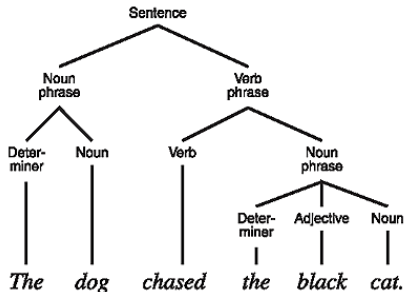 Sentence
Noun
phrase
Verb
phrase
Deter-
miner
Noun
Verb
Noun
phrase
Deter-
miner
Adjective
Noun
The dog chased the black cat.